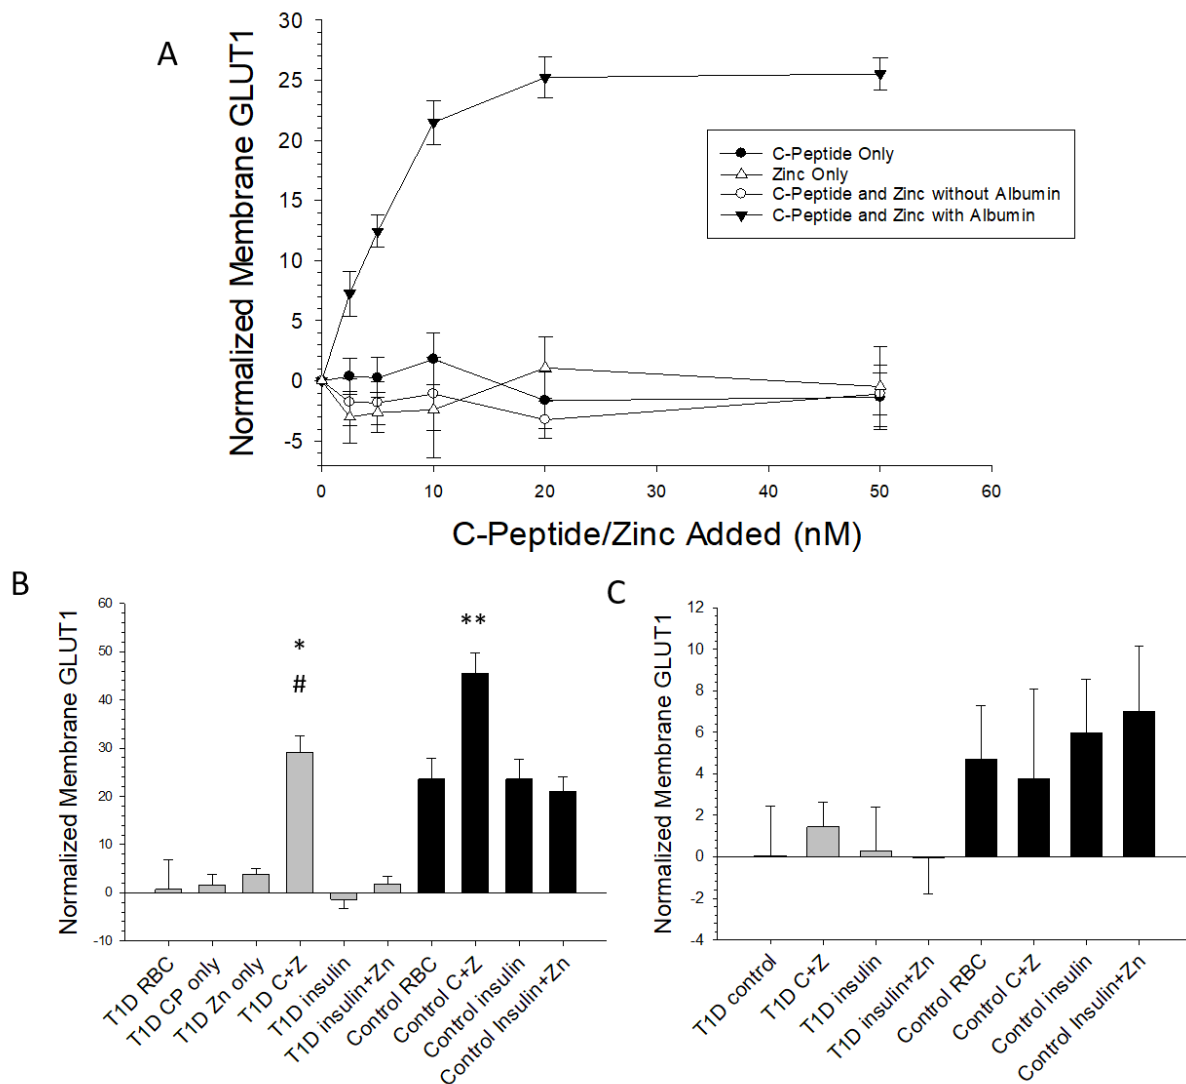 A
Normalized Membrane GLUT1
30
25
20
15
10
5
0
-5
0
10
20
30
40
50
60
C-Peptide/Zinc Added (nM)
C-Peptide Only
Zinc Only
C-Peptide and Zinc without Albumin
C-Peptide and Zinc with Albumin
B
Normalized Membrane GLUT1
60
50
40
30
20
10
0
-10
*
#
**
T1D RBC
T1D CP only
T1D Zn only
T1D C+Z
T1D insulin
T1D insulin+Zn
Control RBC
Control C+Z
Control insulin
Control Insulin+Zn
C
Normalized Membrane GLUT1
12
10
8
6
4
2
0
-2
-4
T1D control
T1D C+Z
T1D insulin
T1D insulin+Zn
Control RBC
Control C+Z
Control insulin
Control Insulin+Zn